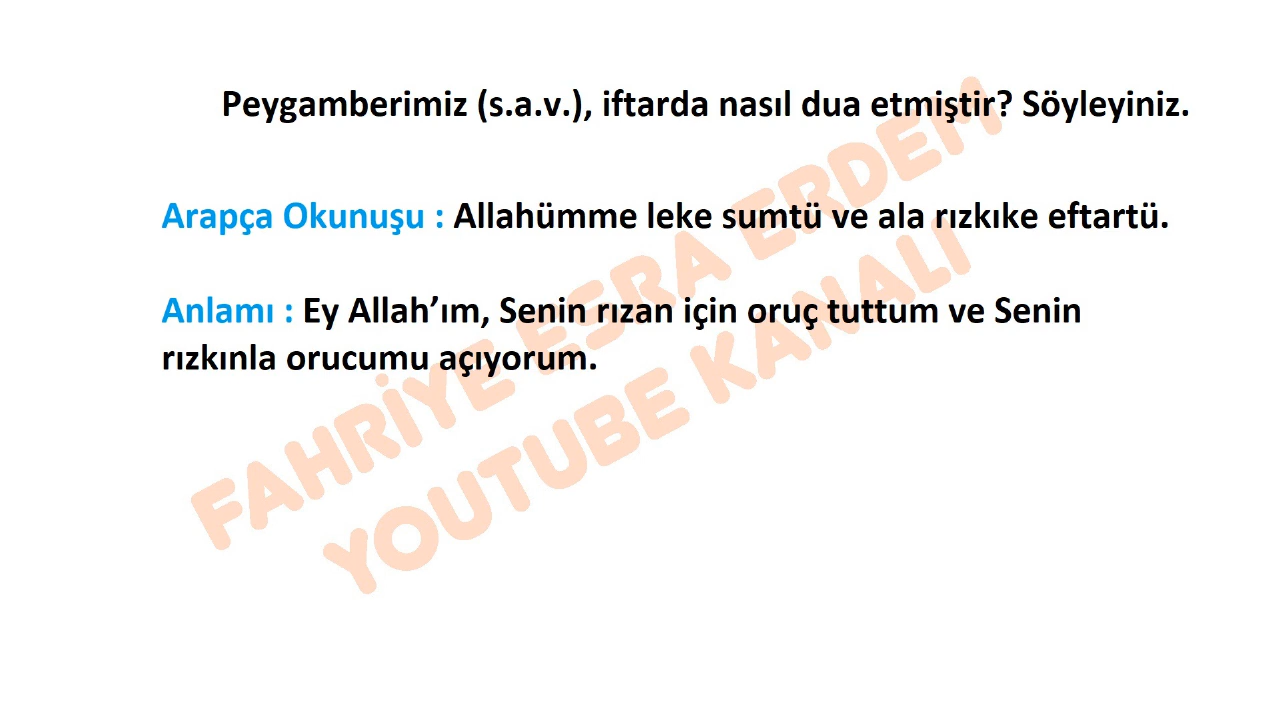 Peygamberimiz (s.a.v.), iftarda nasıl dua etmiştir? Söyleyiniz.
Arapça Okunuşu : Allahümme leke sumtü ve ala rızkıke eftartü.
Anlamı : Ey Allah’ım, Senin rızan için oruç tuttum ve Senin
rızkınla orucumu açıyorum.
FAHRİYE ESRA ERDEM
YOUTUBE KANALI